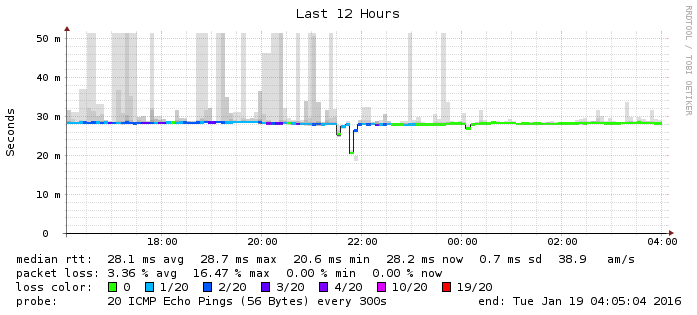 Last 12 Hours
RRDTOOL / TOBI OETIKER
Seconds
50 m
40 m
30 m
20 m
10 m
0
18:00 20:00 22:00 00:00 02:00 04:00
median rtt: 28.1 ms avg 28.7 ms max 20.6 ms min 28.2 ms now 0.7 ms sd 38.9 am/s
packet loss: 3.36 % avg 16.47 % max 0.00 % min 0.00 % now
loss color: 0 1/20 2/20 3/20 4/20 10/20 19/20
probe: 20 ICMP Echo Pings (56 Bytes) every 300s end: Tue Jan 19 04:05:04 2016